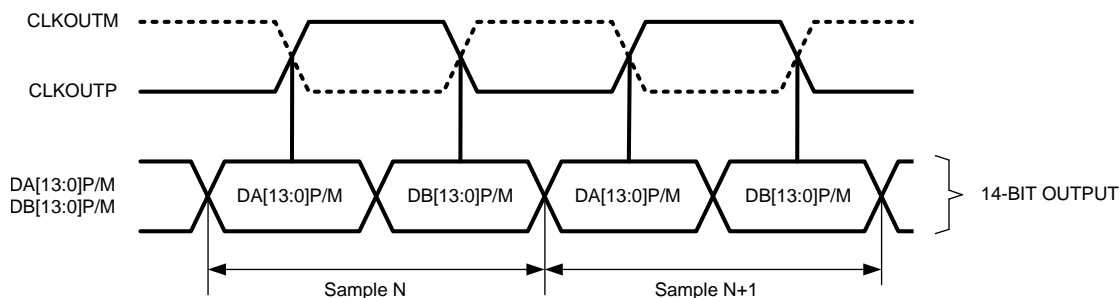 CLKOUTM
CLKOUTP
DA[13:0]P/M
DB[13:0]P/M
DA[13:0]P/M
DB[13:0]P/M
DA[13:0]P/M
DB[13:0]P/M
14-BIT OUTPUT
Sample N
Sample N+1